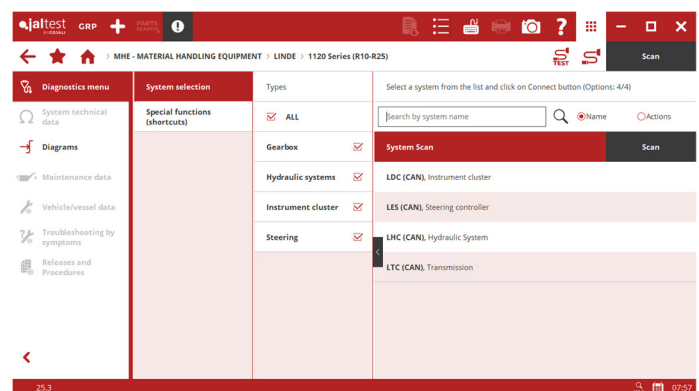 jaltest GRP
BY COJALI
PARTS
SEARCH
MHE - MATERIAL HANDLING EQUIPMENT > LINDE > 1120 Series (R10-R25)
TEST
Scan
Diagnostics menu
System technical
data
Diagrams
Maintenance data
Vehicle/vessel data
Troubleshooting by
symptoms
Releases and
Procedures
System selection
Special functions
(shortcuts)
Types
ALL
Gearbox
Hydraulic systems
Instrument cluster
Steering
Select a system from the list and click on Connect button (Options: 4/4)
Search by system name
Name
Actions
System Scan
Scan
LDC (CAN), Instrument cluster
LES (CAN), Steering controller
LHC (CAN), Hydraulic System
LTC (CAN), Transmission
25.3
07:57